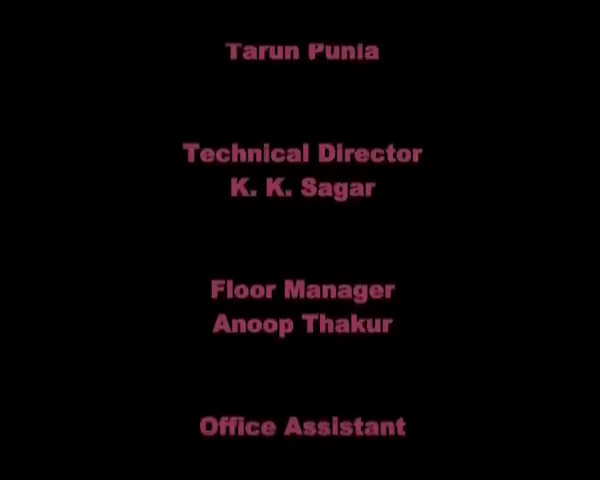 Tarun Punia
Technical Director
K. K. Sagar
Floor Manager
Anoop Thakur
Office Assistant